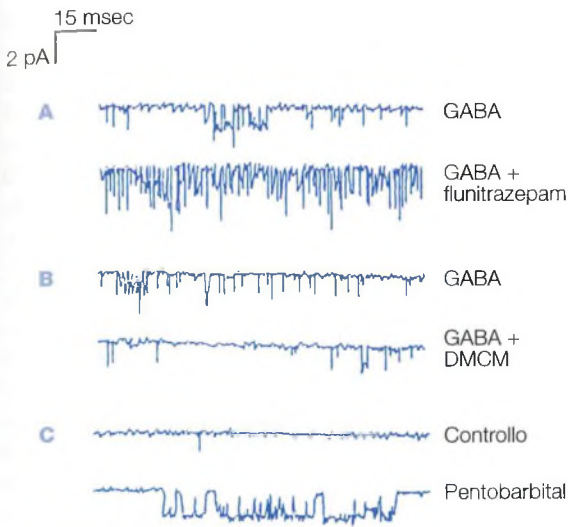 15 msec
2 pA
A
GABA
GABA +
flunitrazepam
B
GABA
GABA +
DMCM
C
Controllo
Pentobarbital